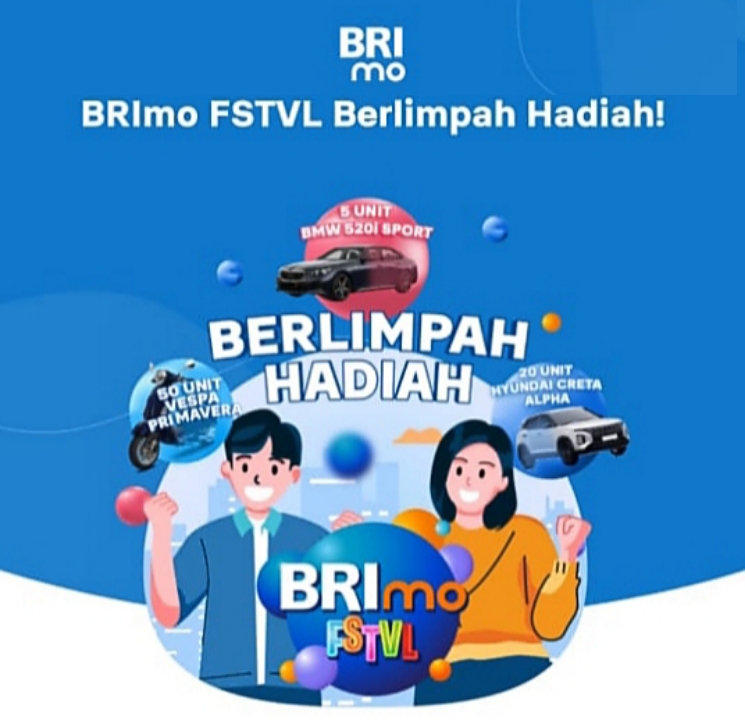 BRI
mo
BRImo FSTVL Berlimpah Hadiah!
5 UNIT
BMW 520i SPORT
BERLIMPAH
HADIAH
50 UNIT
VESPA
PRIMAVERA
20 UNIT
HYUNDAI CRETA
ALPHA
BRImo
FSTVL